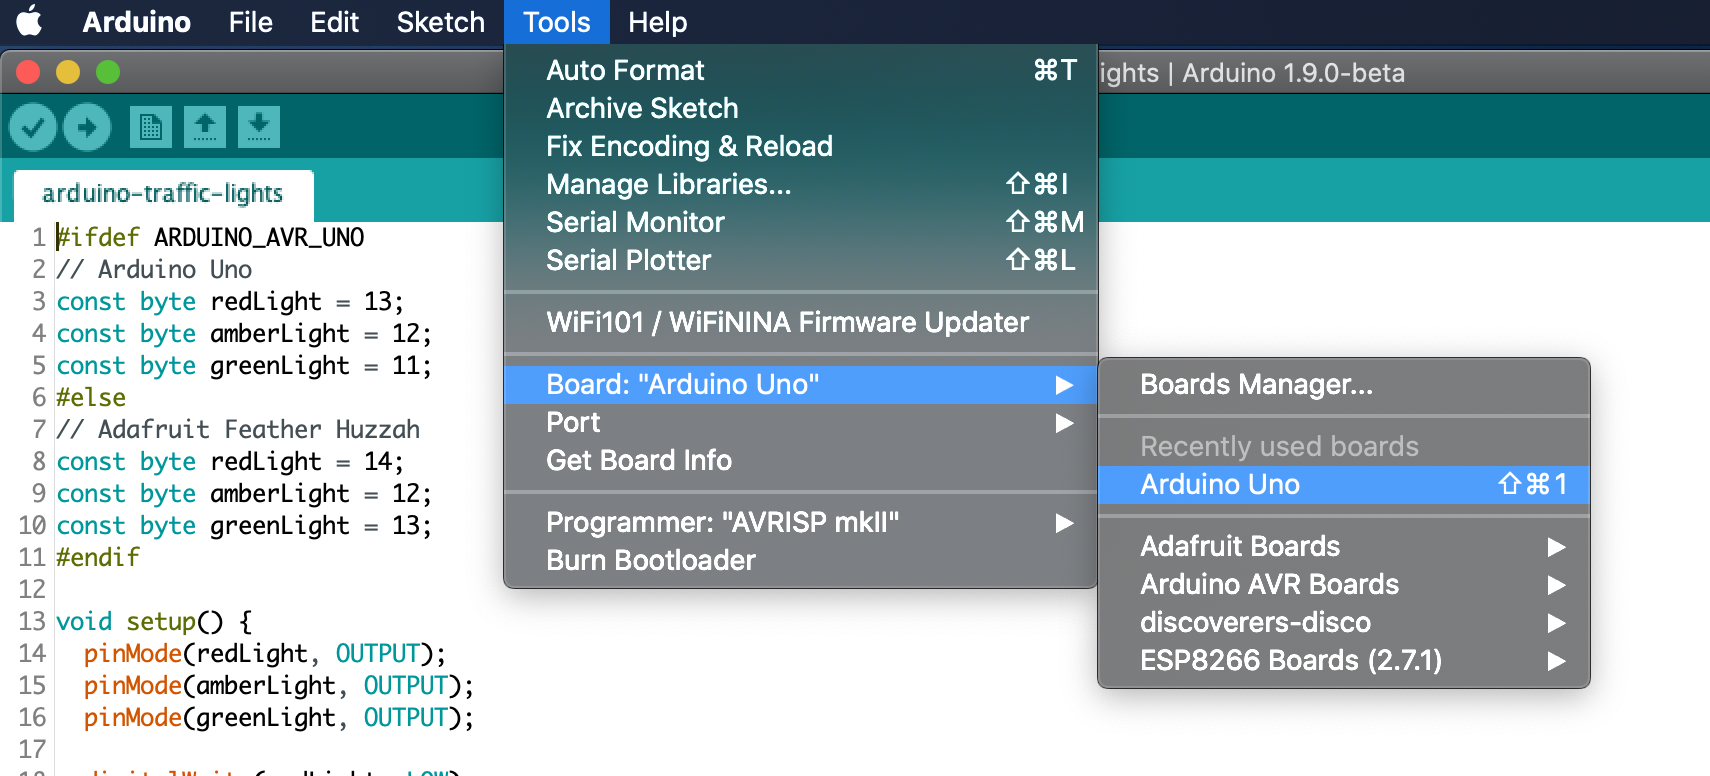 Arduino File Edit Sketch Tools Help
ights | Arduino 1.9.0-beta
arduino-traffic-lights
1 #ifdef ARDUINO_AVR_UNO
2 // Arduino Uno
3 const byte redLight = 13;
4 const byte amberLight = 12;
5 const byte greenLight = 11;
6 #else
7 // Adafruit Feather Huzzah
8 const byte redLight = 14;
9 const byte amberLight = 12;
10 const byte greenLight = 13;
11 #endif
12
13 void setup() {
14 pinMode(redLight, OUTPUT);
15 pinMode(amberLight, OUTPUT);
16 pinMode(greenLight, OUTPUT);
17
Auto Format ⌘T
Archive Sketch
Fix Encoding & Reload
Manage Libraries... ⇧⌘I
Serial Monitor ⇧⌘M
Serial Plotter ⇧⌘L
WiFi101 / WiFiNINA Firmware Updater
Board: "Arduino Uno" ▶
Port ▶
Get Board Info
Programmer: "AVRISP mkII" ▶
Burn Bootloader
Boards Manager...
Recently used boards
Arduino Uno ⇧⌘1
Adafruit Boards ▶
Arduino AVR Boards ▶
discoverers-disco ▶
ESP8266 Boards (2.7.1) ▶